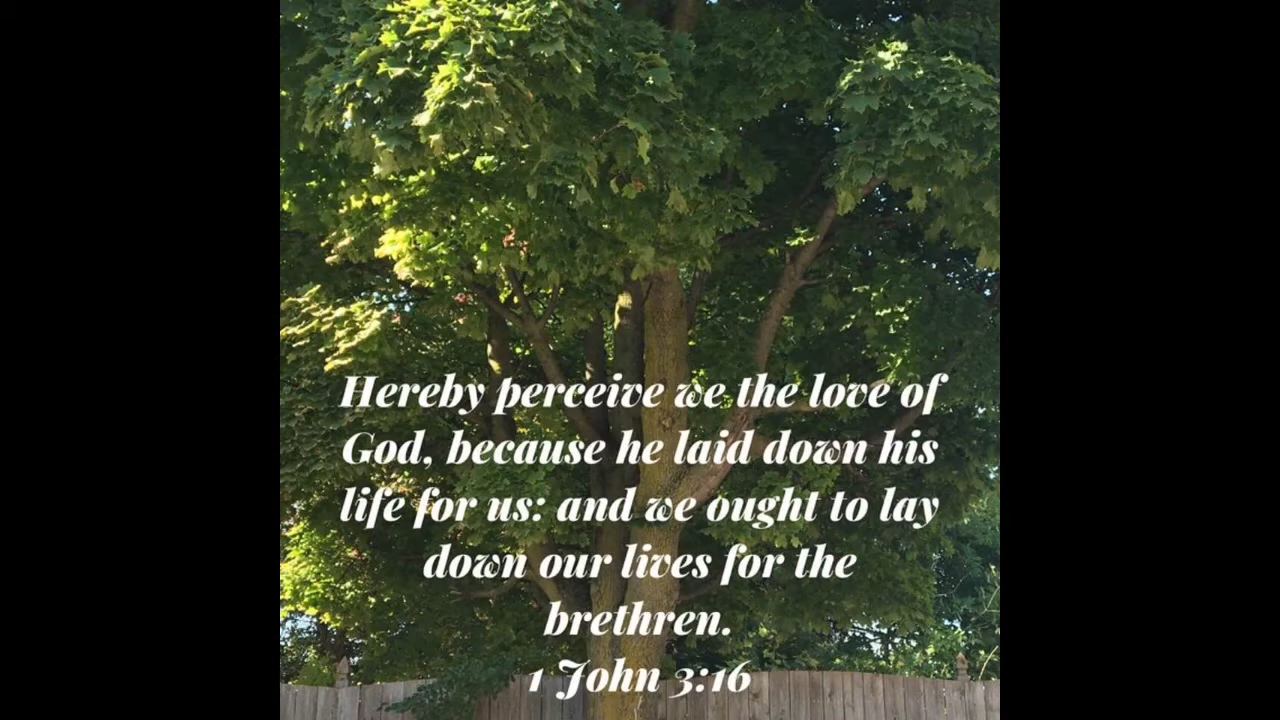 Hereby perceive we the love of
God, because he laid down his
life for us: and we ought to lay
down our lives for the
brethren.
1 John 3:16